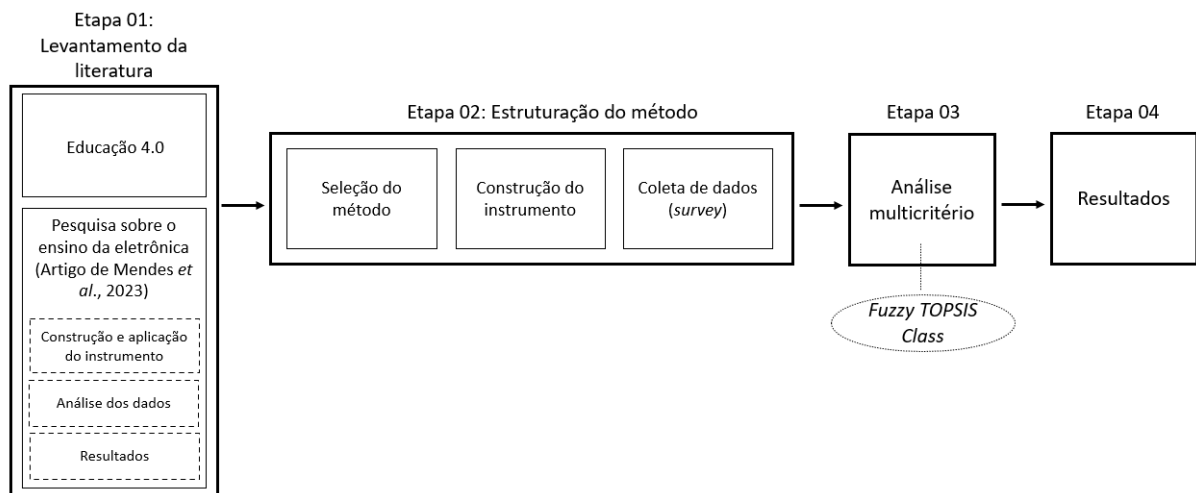 Etapa 01:
Levantamento da
literatura
Educação 4.0
Pesquisa sobre o
ensino da eletrônica
(Artigo de Mendes et
al., 2023)
Construção e aplicação
do instrumento
Análise dos dados
Resultados
Etapa 02: Estruturação do método
Seleção do
método
Construção do
instrumento
Coleta de dados
(survey)
Etapa 03
Análise
multicritério
Fuzzy TOPSIS
Class
Etapa 04
Resultados